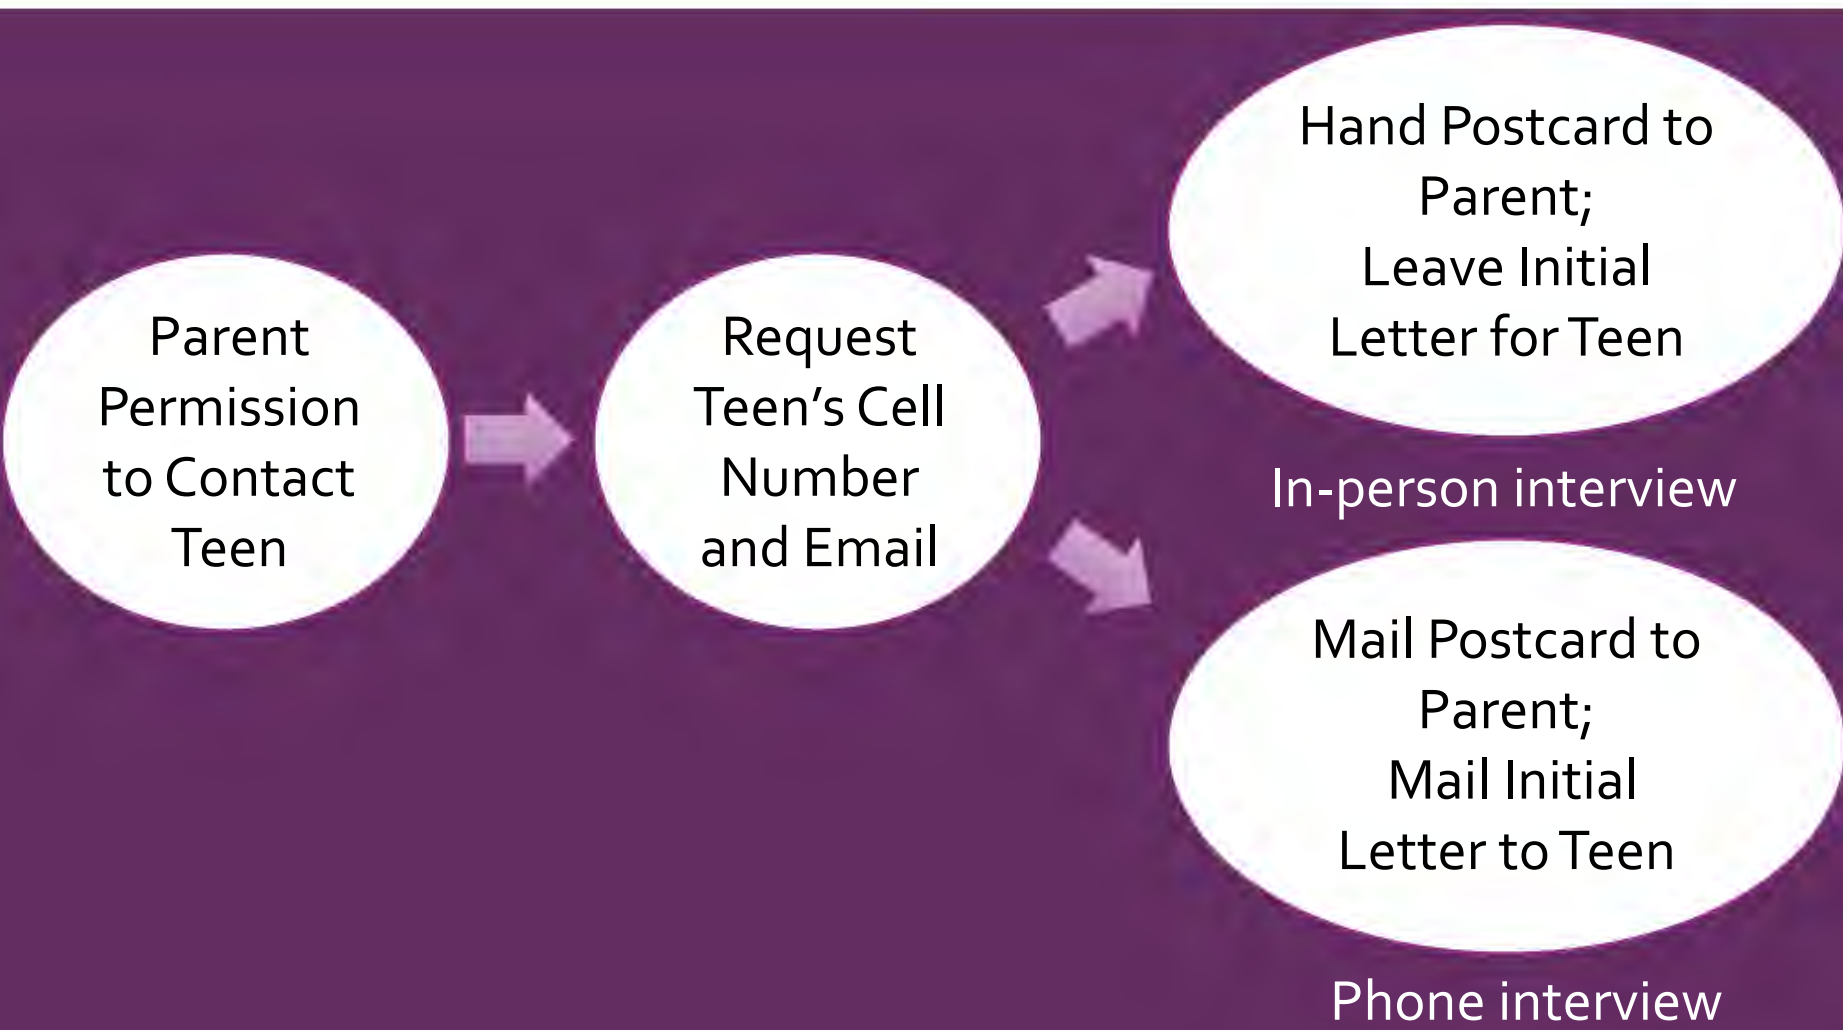 Parent
Permission
to Contact
Teen
Request
Teen’s Cell
Number
and Email
Hand Postcard to
Parent;
Leave Initial
Letter for Teen
In-person interview
Mail Postcard to
Parent;
Mail Initial
Letter to Teen
Phone interview